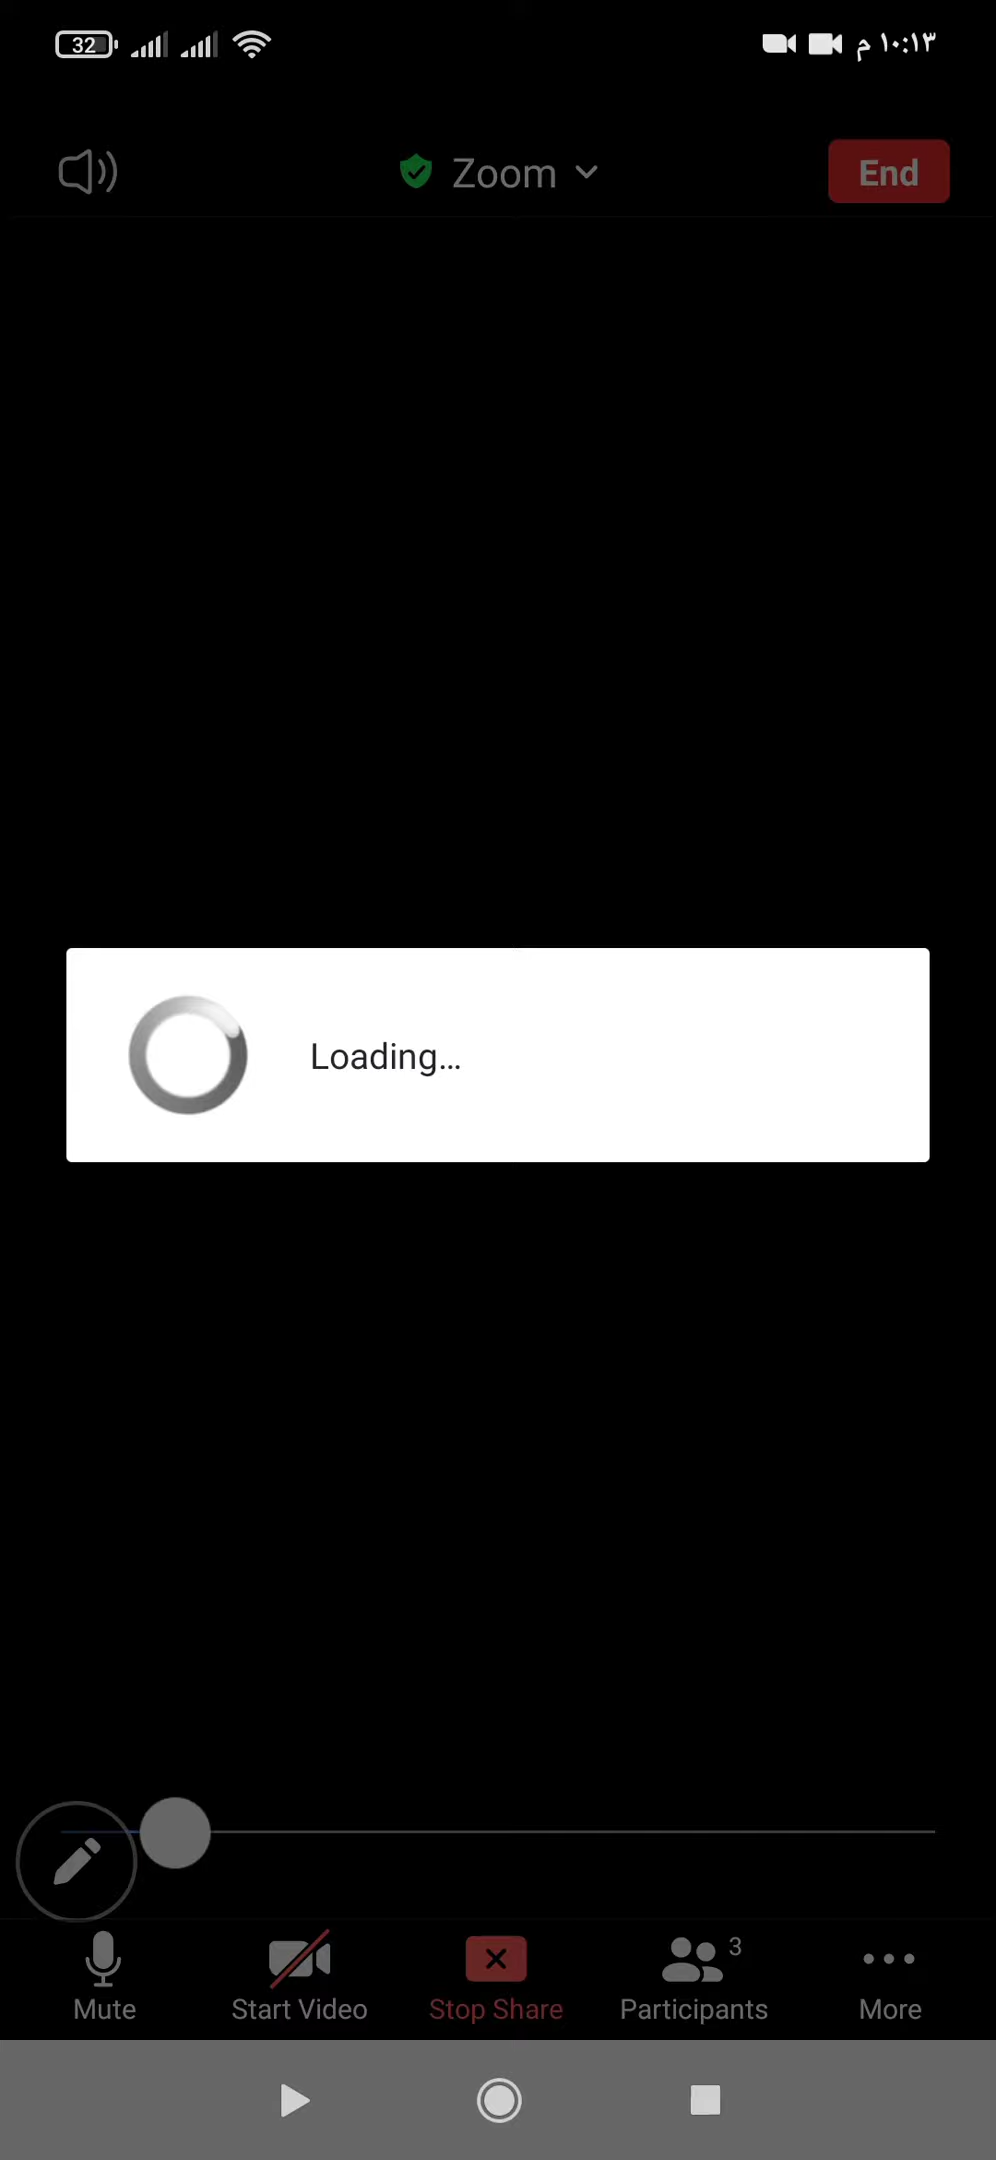 32
١٠:١٣ م
Zoom
End
Loading...
Mute
Start Video
Stop Share
Participants
3
More